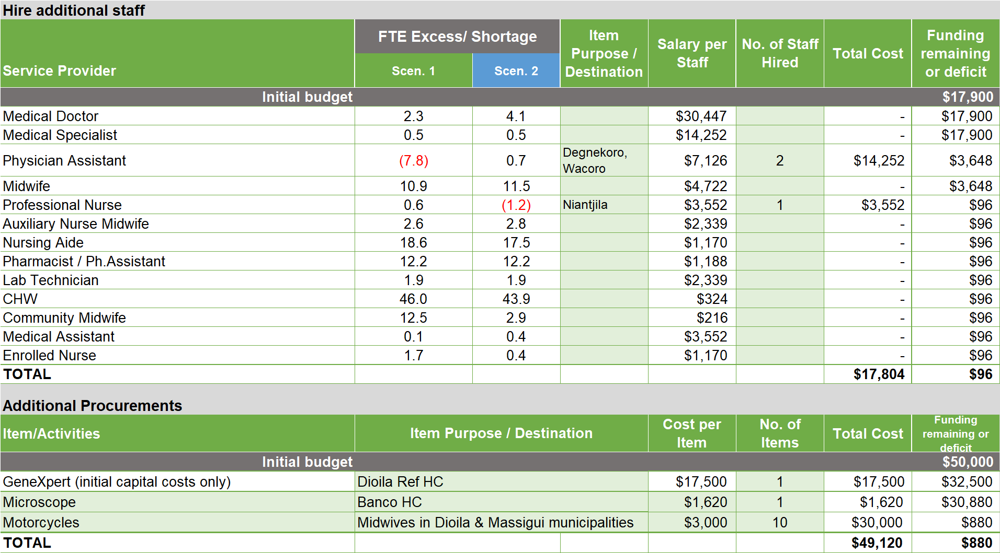 Hire additional staff
Service Provider
FTE Excess/ Shortage
Scen. 1
Scen. 2
Item
Purpose /
Destination
Salary per
Staff
No. of Staff
Hired
Total Cost
Funding
remaining
or deficit
Initial budget $17,900
Medical Doctor 2.3 4.1 $30,447 - $17,900
Medical Specialist 0.5 0.5 $14,252 - $17,900
Physician Assistant (7.8) 0.7 Degnekoro,
Wacoro
$7,126 2 $14,252 $3,648
Midwife 10.9 11.5 $4,722 - $3,648
Professional Nurse 0.6 (1.2) Niantjila $3,552 1 $3,552 $96
Auxiliary Nurse Midwife 2.6 2.8 $2,339 - $96
Nursing Aide 18.6 17.5 $1,170 - $96
Pharmacist / Ph.Assistant 12.2 12.2 $1,188 - $96
Lab Technician 1.9 1.9 $2,339 - $96
CHW 46.0 43.9 $324 - $96
Community Midwife 12.5 2.9 $216 - $96
Medical Assistant 0.1 0.4 $3,552 - $96
Enrolled Nurse 1.7 0.4 $1,170 - $96
TOTAL $17,804 $96
Additional Procurements
Item/Activities
Item Purpose / Destination
Cost per
Item
No. of
Items
Total Cost
Funding
remaining or
deficit
Initial budget $50,000
GeneXpert (initial capital costs only) Dioila Ref HC $17,500 1 $17,500 $32,500
Microscope Banco HC $1,620 1 $1,620 $30,880
Motorcycles Midwives in Dioila & Massigui municipalities $3,000 10 $30,000 $880
TOTAL $49,120 $880